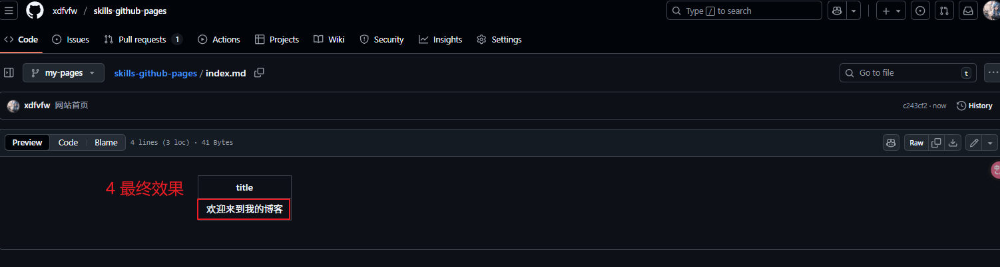 xdfvfw / skills-github-pages
Type / to search
Code Issues Pull requests 1 Actions Projects Wiki Security Insights Settings
my-pages skills-github-pages / index.md Go to file t
xdfvfw 网站首页 c243cf2 · now History
Preview Code Blame 4 lines (3 loc) · 41 Bytes Raw
4 最终效果
title
欢迎来到我的博客